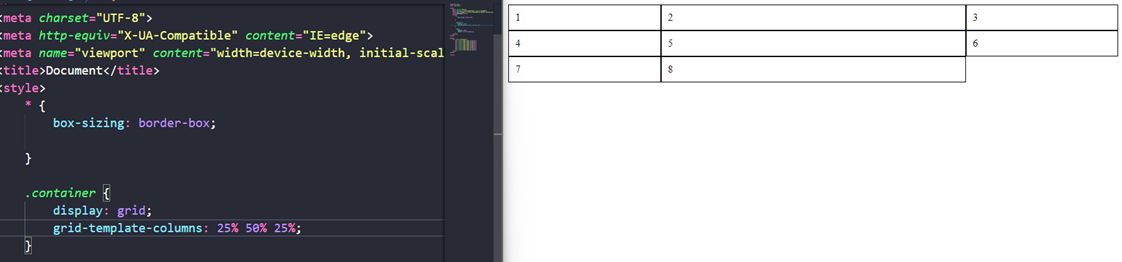 <meta charset="UTF-8">
<meta http-equiv="X-UA-Compatible" content="IE=edge">
<meta name="viewport" content="width=device-width, initial-scal
<title>Document</title>
<style>
* {
box-sizing: border-box;
}
.container {
display: grid;
grid-template-columns: 25% 50% 25%;
}
1 2 3
4 5 6
7 8